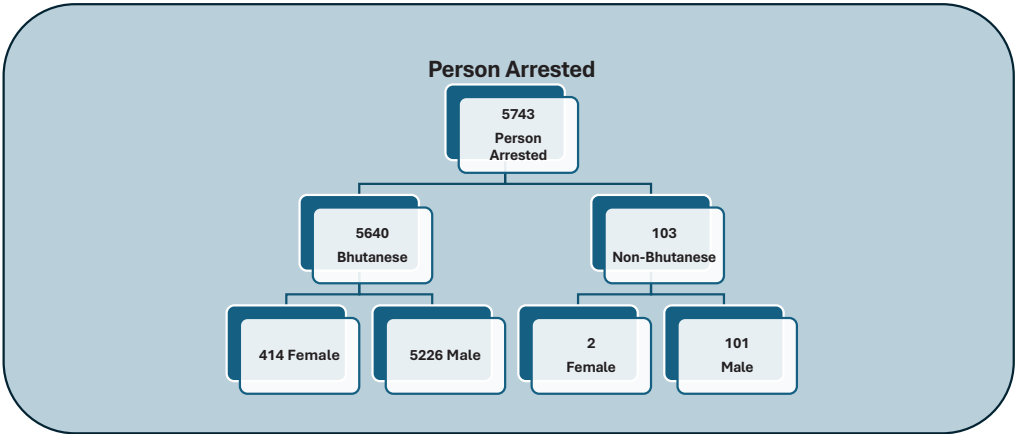 Person Arrested
5743
Person
Arrested
5640
Bhutanese
103
Non-Bhutanese
414 Female
5226 Male
2
Female
101
Male